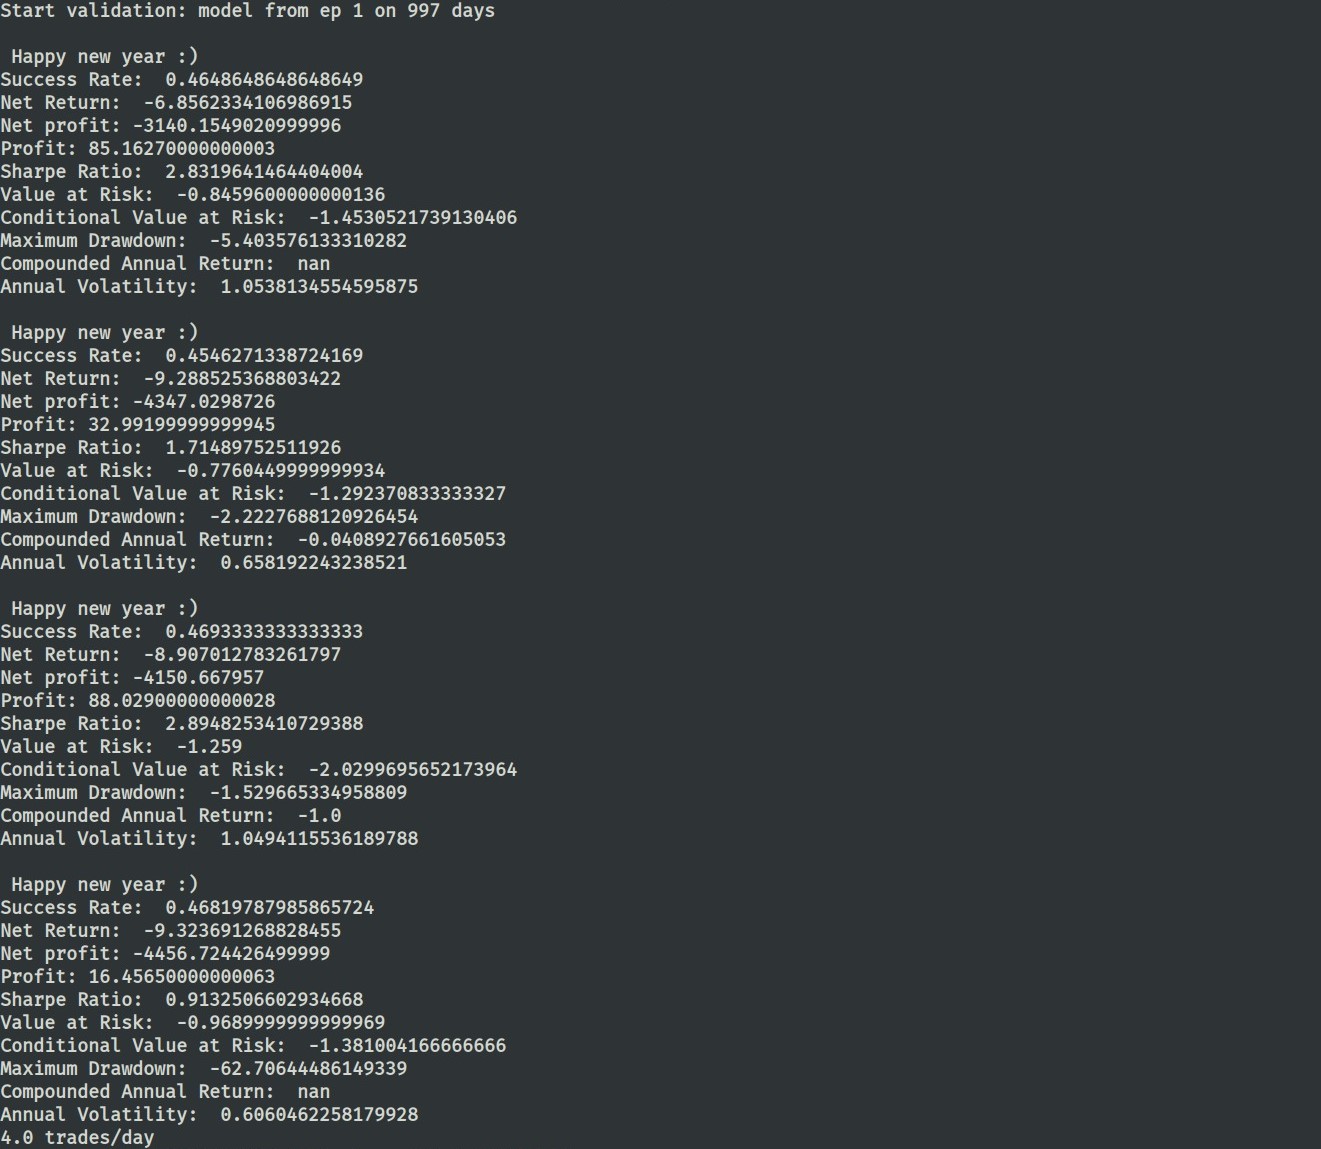 Start validation: model from ep 1 on 997 days
Happy new year :)
Success Rate:  0.4648648648648649
Net Return:  -6.8562334106986915
Net profit: -3140.1549020999996
Profit: 85.16270000000003
Sharpe Ratio:  2.8319641464404004
Value at Risk:  -0.8459600000000136
Conditional Value at Risk:  -1.4530521739130406
Maximum Drawdown:  -5.403576133310282
Compounded Annual Return:  nan
Annual Volatility:  1.0538134554595875
Happy new year :)
Success Rate:  0.4546271338724169
Net Return:  -9.288525368803422
Net profit: -4347.0298726
Profit: 32.99199999999945
Sharpe Ratio:  1.71489752511926
Value at Risk:  -0.7760449999999934
Conditional Value at Risk:  -1.292370833333327
Maximum Drawdown:  -2.2227688120926454
Compounded Annual Return:  -0.0408927661605053
Annual Volatility:  0.658192243238521
Happy new year :)
Success Rate:  0.4693333333333333
Net Return:  -8.907012783261797
Net profit: -4150.667957
Profit: 88.02900000000028
Sharpe Ratio:  2.8948253410729388
Value at Risk:  -1.259
Conditional Value at Risk:  -2.0299695652173964
Maximum Drawdown:  -1.529665334958809
Compounded Annual Return:  -1.0
Annual Volatility:  1.0494115536189788
Happy new year :)
Success Rate:  0.46819787985865724
Net Return:  -9.323691268828455
Net profit: -4456.724426499999
Profit: 16.45650000000063
Sharpe Ratio:  0.9132506602934668
Value at Risk:  -0.9689999999999969
Conditional Value at Risk:  -1.381004166666666
Maximum Drawdown:  -62.70644486149339
Compounded Annual Return:  nan
Annual Volatility:  0.6060462258179928
4.0 trades/day